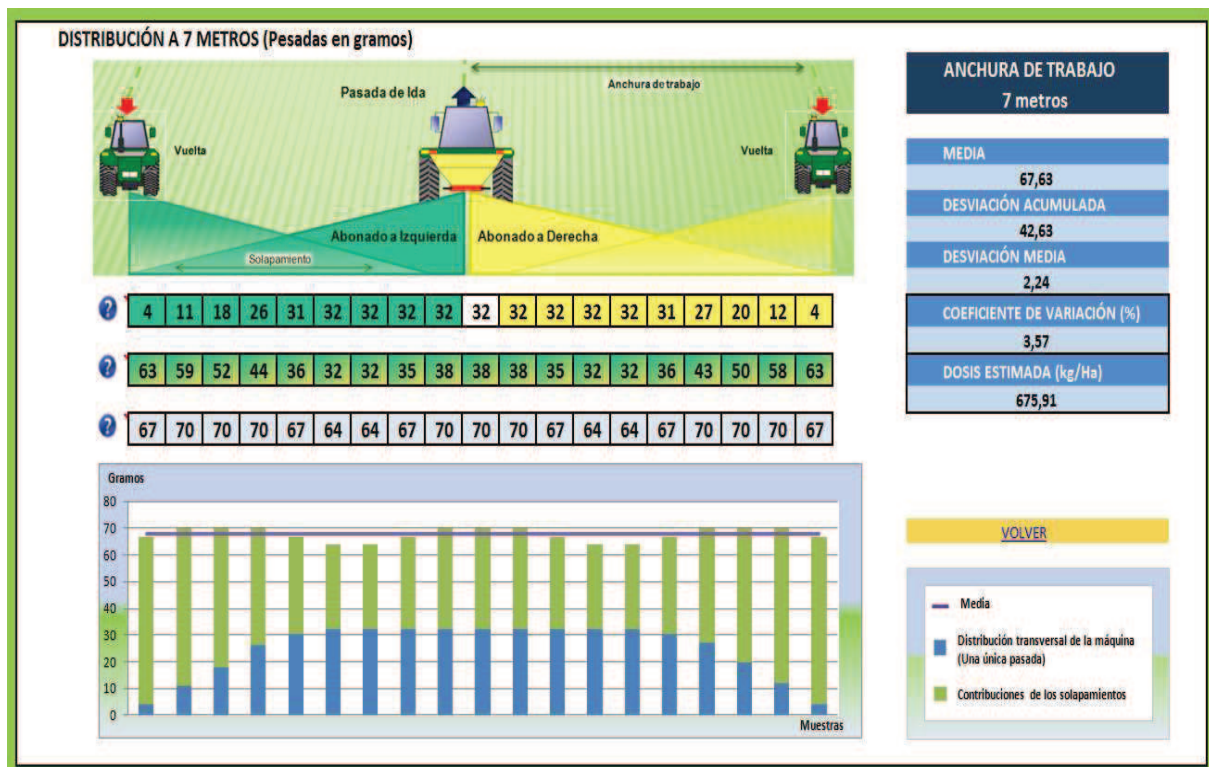 DISTRIBUCIÓN A 7 METROS (Pesadas en gramos)
Anchura de trabajo
Pasada de Ida
Vuelta
Vuelta
Abonado a Izquierda
Abonado a Derecha
Solapamiento
? 4 11 18 26 31 32 32 32 32 32 32 32 32 32 31 27 20 12 4
? 63 59 52 44 36 32 32 35 38 38 38 35 32 32 36 43 50 58 63
? 67 70 70 70 67 64 64 67 70 70 70 67 64 64 67 70 70 70 67
Gramos
80
70
60
50
40
30
20
10
0
Muestras
ANCHURA DE TRABAJO
7 metros
MEDIA
67,63
DESVIACIÓN ACUMULADA
42,63
DESVIACIÓN MEDIA
2,24
COEFICIENTE DE VARIACIÓN (%)
3,57
DOSIS ESTIMADA (kg/Ha)
675,91
VOLVER
Media
Distribución transversal de la máquina
(Una única pasada)
Contribuciones de los solapamientos